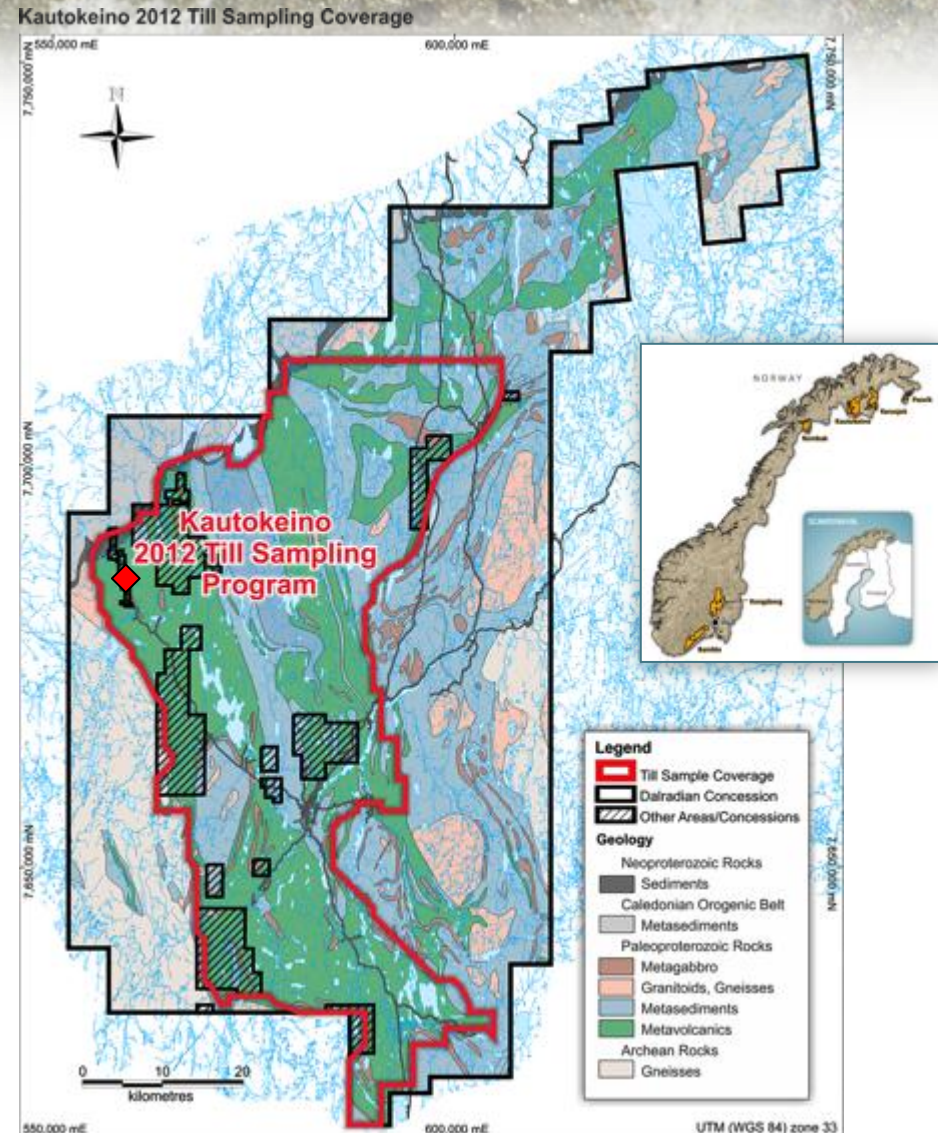 Kautokeino 2012 Till Sampling Coverage
550,000 mE
600,000 mE
7,750,000 mN
7,750,000 mN
N
NORWAY
Kautokeino
7,700,000 mN
Kautokeino
2012 Till Sampling
Program
SCANDINAVIA
Legend
Till Sample Coverage
Dalradian Concession
Other Areas/Concessions
Geology
Neoproterozoic Rocks
Sediments
Caledonian Orogenic Belt
Metasediments
Paleoproterozoic Rocks
Metagabbro
Granitoids, Gneisses
Metasediments
Metavolcanics
Archean Rocks
Gneisses
7,650,000 mN
7,650,000 mN
0 10 20
kilometres
550,000 mE
600,000 mE
UTM (WGS 84) zone 33